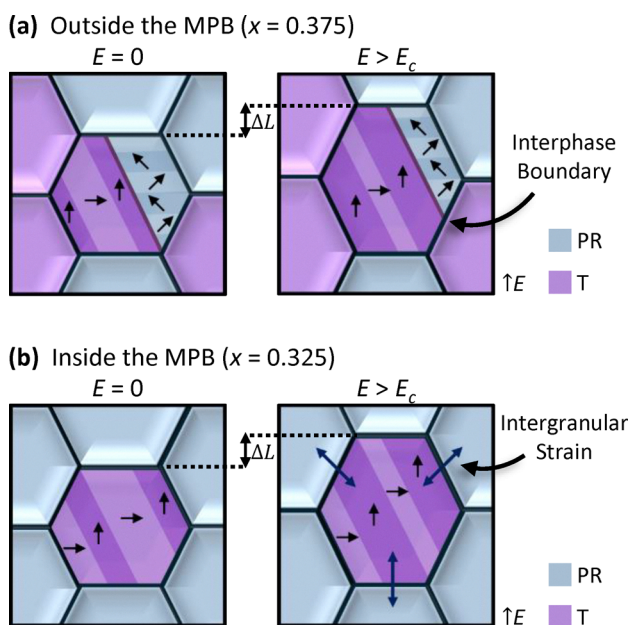 (a) Outside the MPB (x = 0.375)
E = 0
E > Ec
ΔL
Interphase
Boundary
PR
↑E
T
(b) Inside the MPB (x = 0.325)
E = 0
E > Ec
ΔL
Intergranular
Strain
PR
↑E
T